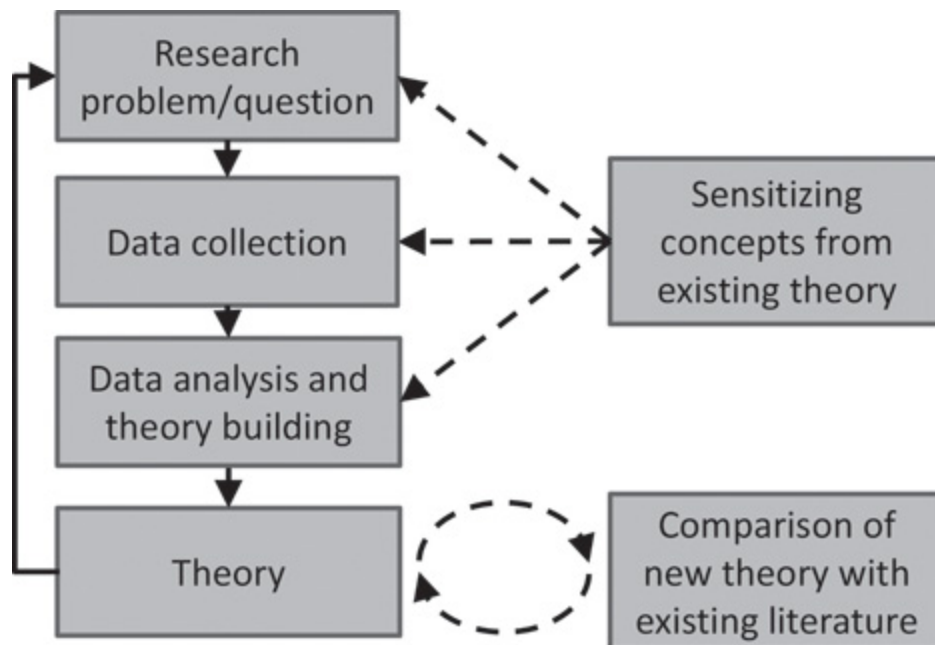 Research
problem/question
Data collection
Data analysis and
theory building
Theory
Sensitizing
concepts from
existing theory
Comparison of
new theory with
existing literature